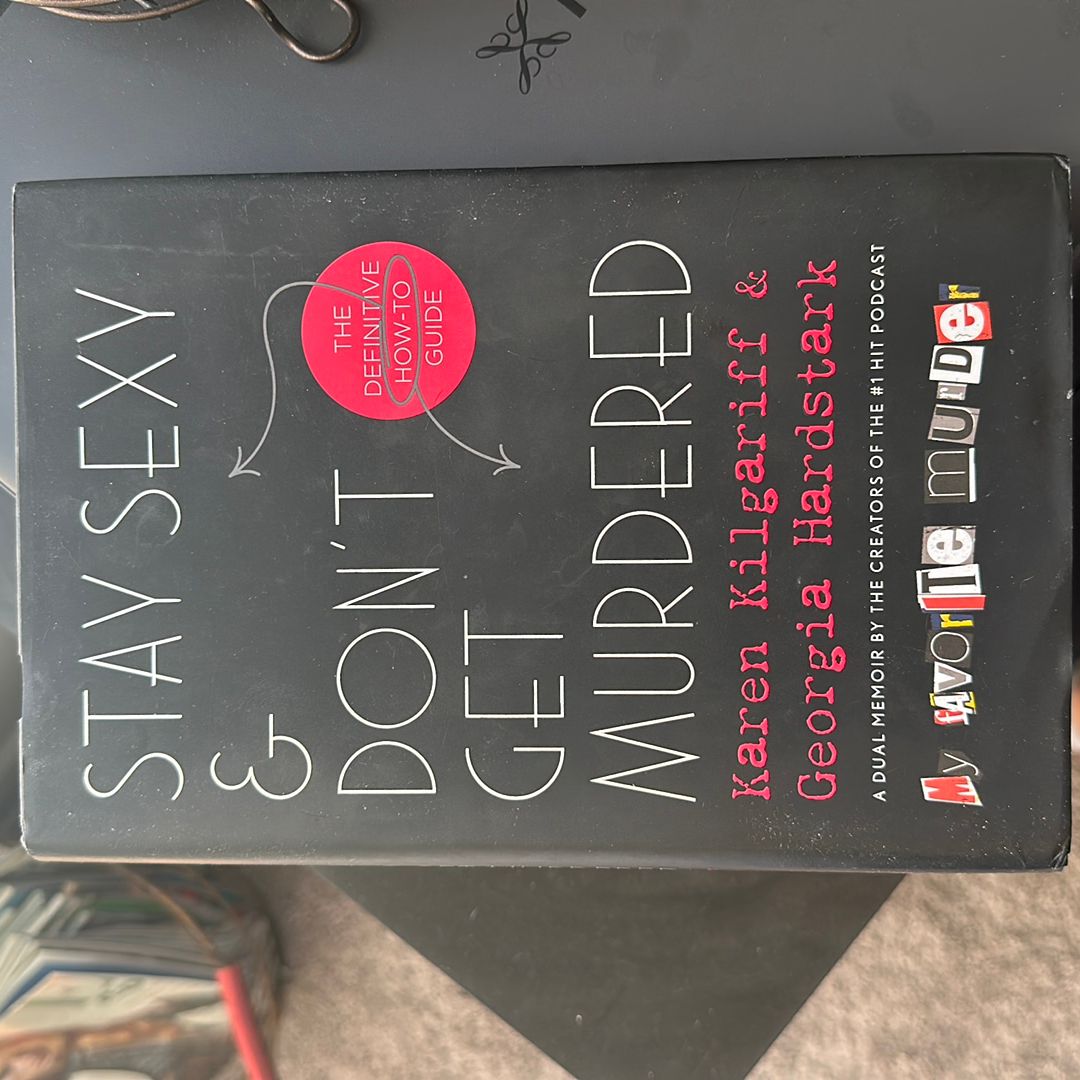 STAY SEXY
&
DON'T
GET
MURDERED
THE
DEFINITIVE
HOW-TO
GUIDE
Karen Kilgariff &
Georgia Hardstark
A DUAL MEMOIR BY THE CREATORS OF THE #1 HIT PODCAST
My fAvorITe mUrDer